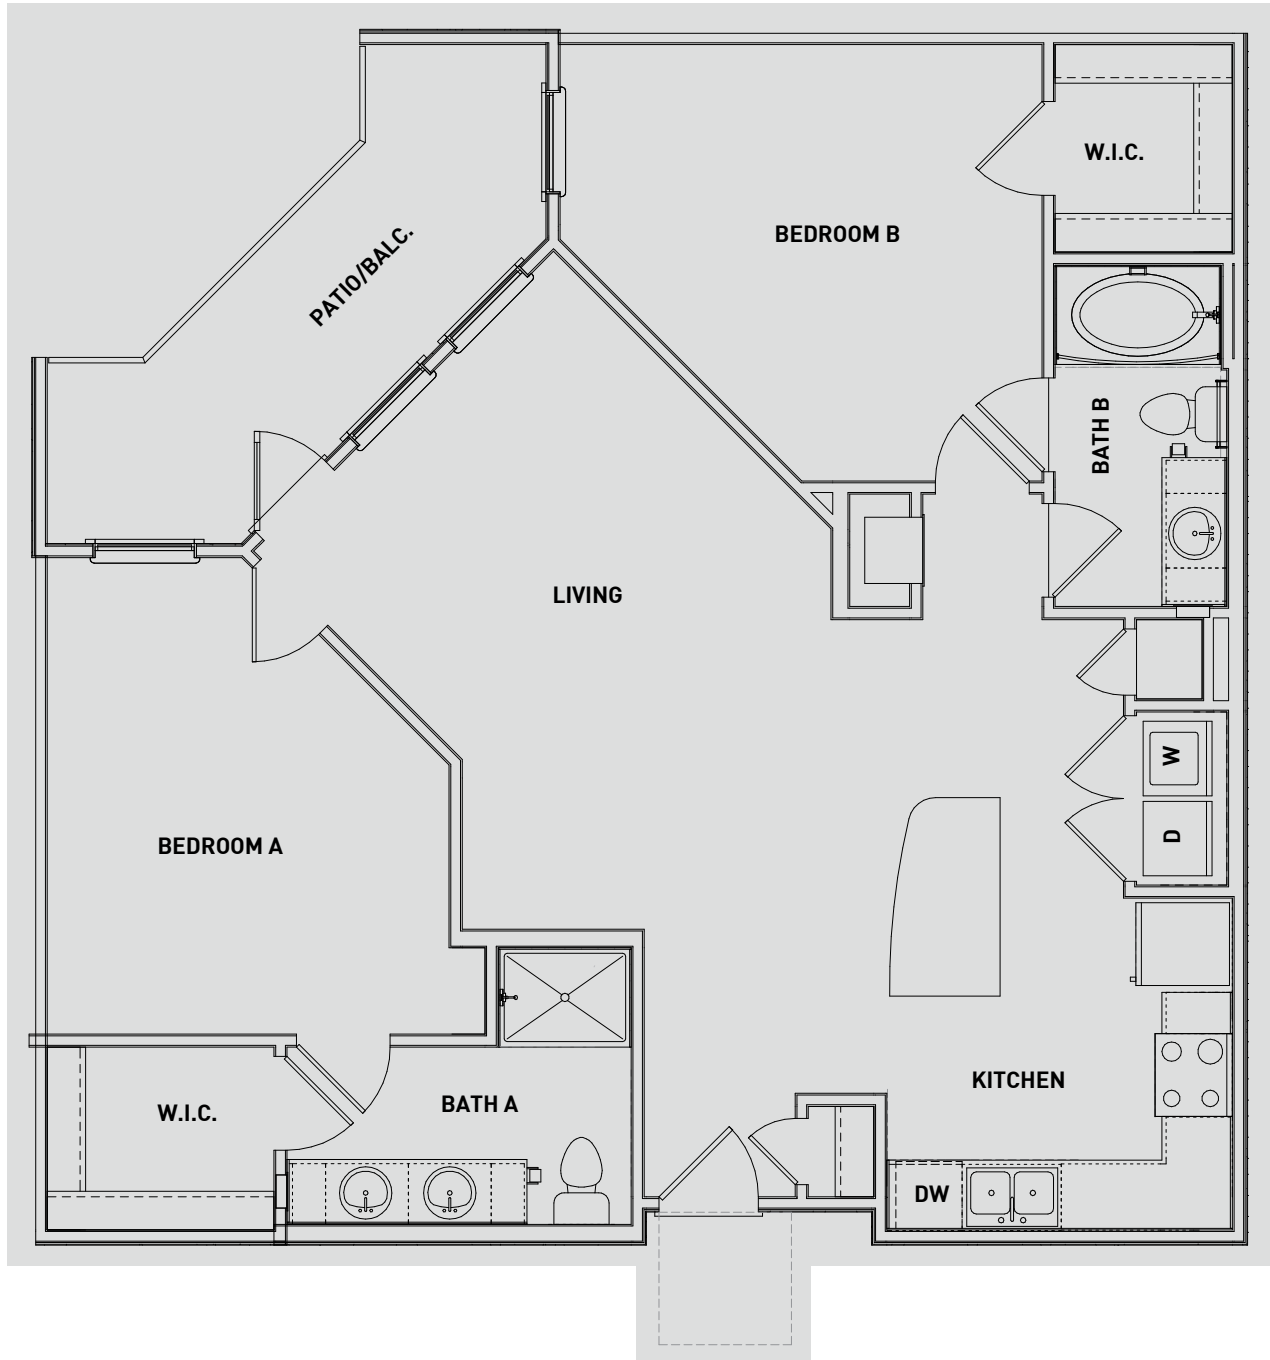 W.I.C.
BEDROOM B
PATIO/BALC.
BATH B
LIVING
W
D
BEDROOM A
KITCHEN
BATH A
W.I.C.
DW